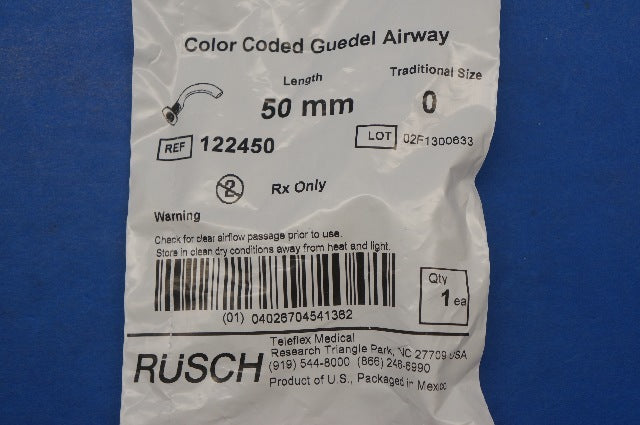 Color Coded Guedel Airway
Length Traditional Size
50 mm 0
REF 122450 LOT 02F1300633
2 Rx Only
Warning
Check for clear airflow passage prior to use.
Store in clean dry conditions away from heat and light.
(01) 04026704541362
Qty
1 ea
RÜSCH
Teleflex Medical
Research Triangle Park, NC 27709 USA
(919) 544-8000 (866) 246-6990
Product of U.S., Packaged in Mexico